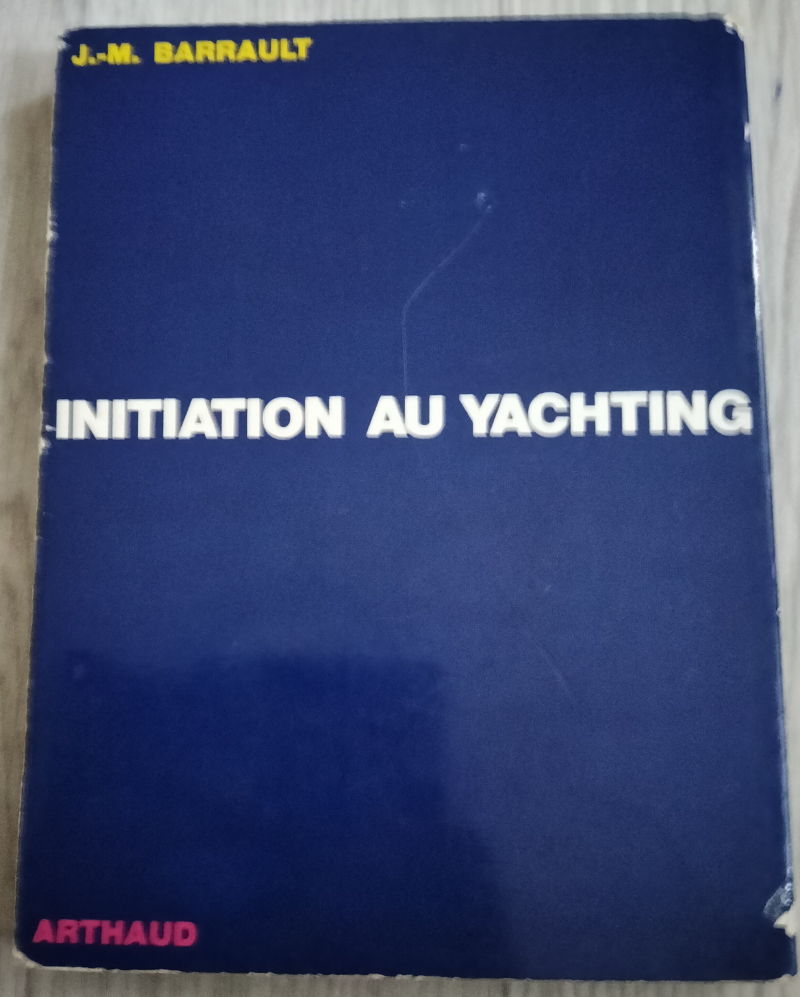 J.-M. BARRAULT
INITIATION AU YACHTING
ARTHAUD